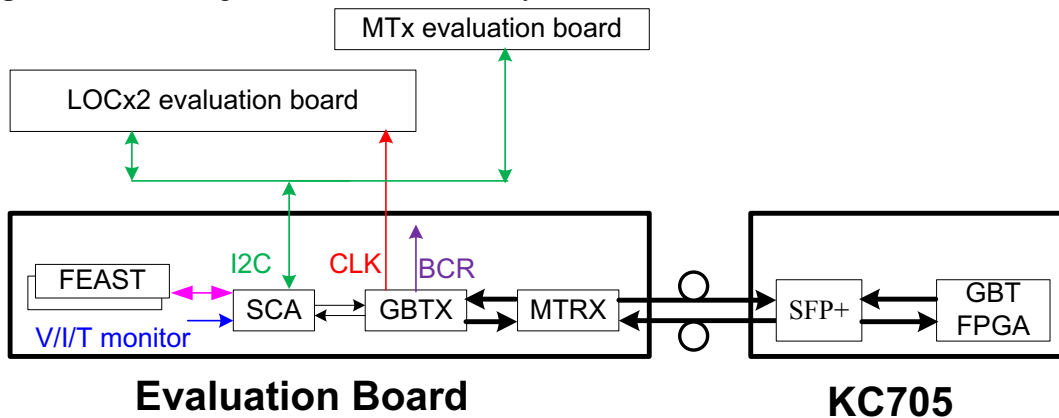 MTx evaluation board
LOCx2 evaluation board
I2C
CLK
BCR
FEAST
SCA
GBTX
MTRX
SFP+
GBT
FPGA
V/I/T monitor
Evaluation Board
KC705